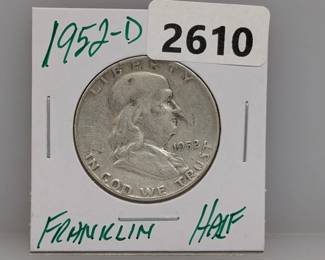 1952-D
2610
LIBERTY
1952
IN GOD WE TRUST
FRANKLIN HALF